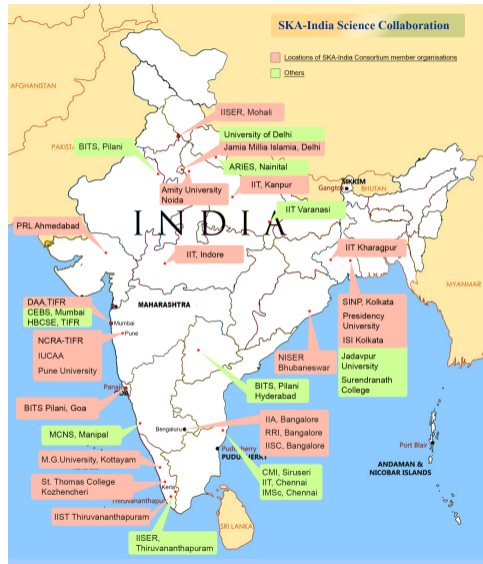 SKA-India Science Collaboration
Locations of SKA-India Consortium member organisations
Others
AFGHANISTAN
IISER, Mohali
University of Delhi
Jamia Millia Islamia, Delhi
BITS, Pilani
ARIES, Nainital
Amity University
Noida
IIT, Kanpur
SIKKIM
Gangto
BHUTAN
IIT Varanasi
INDIA
PRL Ahmedabad
IIT, Indore
IIT Kharagpur
MYANMAR
DAA,TIFR
CEBS, Mumbai
HBCSE, TIFR
MAHARASHTRA
Mumbai
Pune
NCRA-TIFR
IUCAA
Pune University
SINP, Kolkata
Presidency
University
ISI Kolkata
Jadavpur
University
Surendranath
College
NISER
Bhubaneswar
BITS, Pilani
Hyderabad
Panaji
BITS Pilani, Goa
MCNS, Manipal
Bengaluru
IIA, Bangalore
RRI, Bangalore
IISC, Bangalore
Puducherry
CMI, Siruseri
IIT, Chennai
IMSc, Chennai
Port Blair
ANDAMAN &
NICOBAR ISLANDS
M.G.University, Kottayam
St. Thomas College
Kozhencheri
Kerla
IIST Thiruvananthapuram
IISER,
Thiruvananthapuram
SRI LANKA